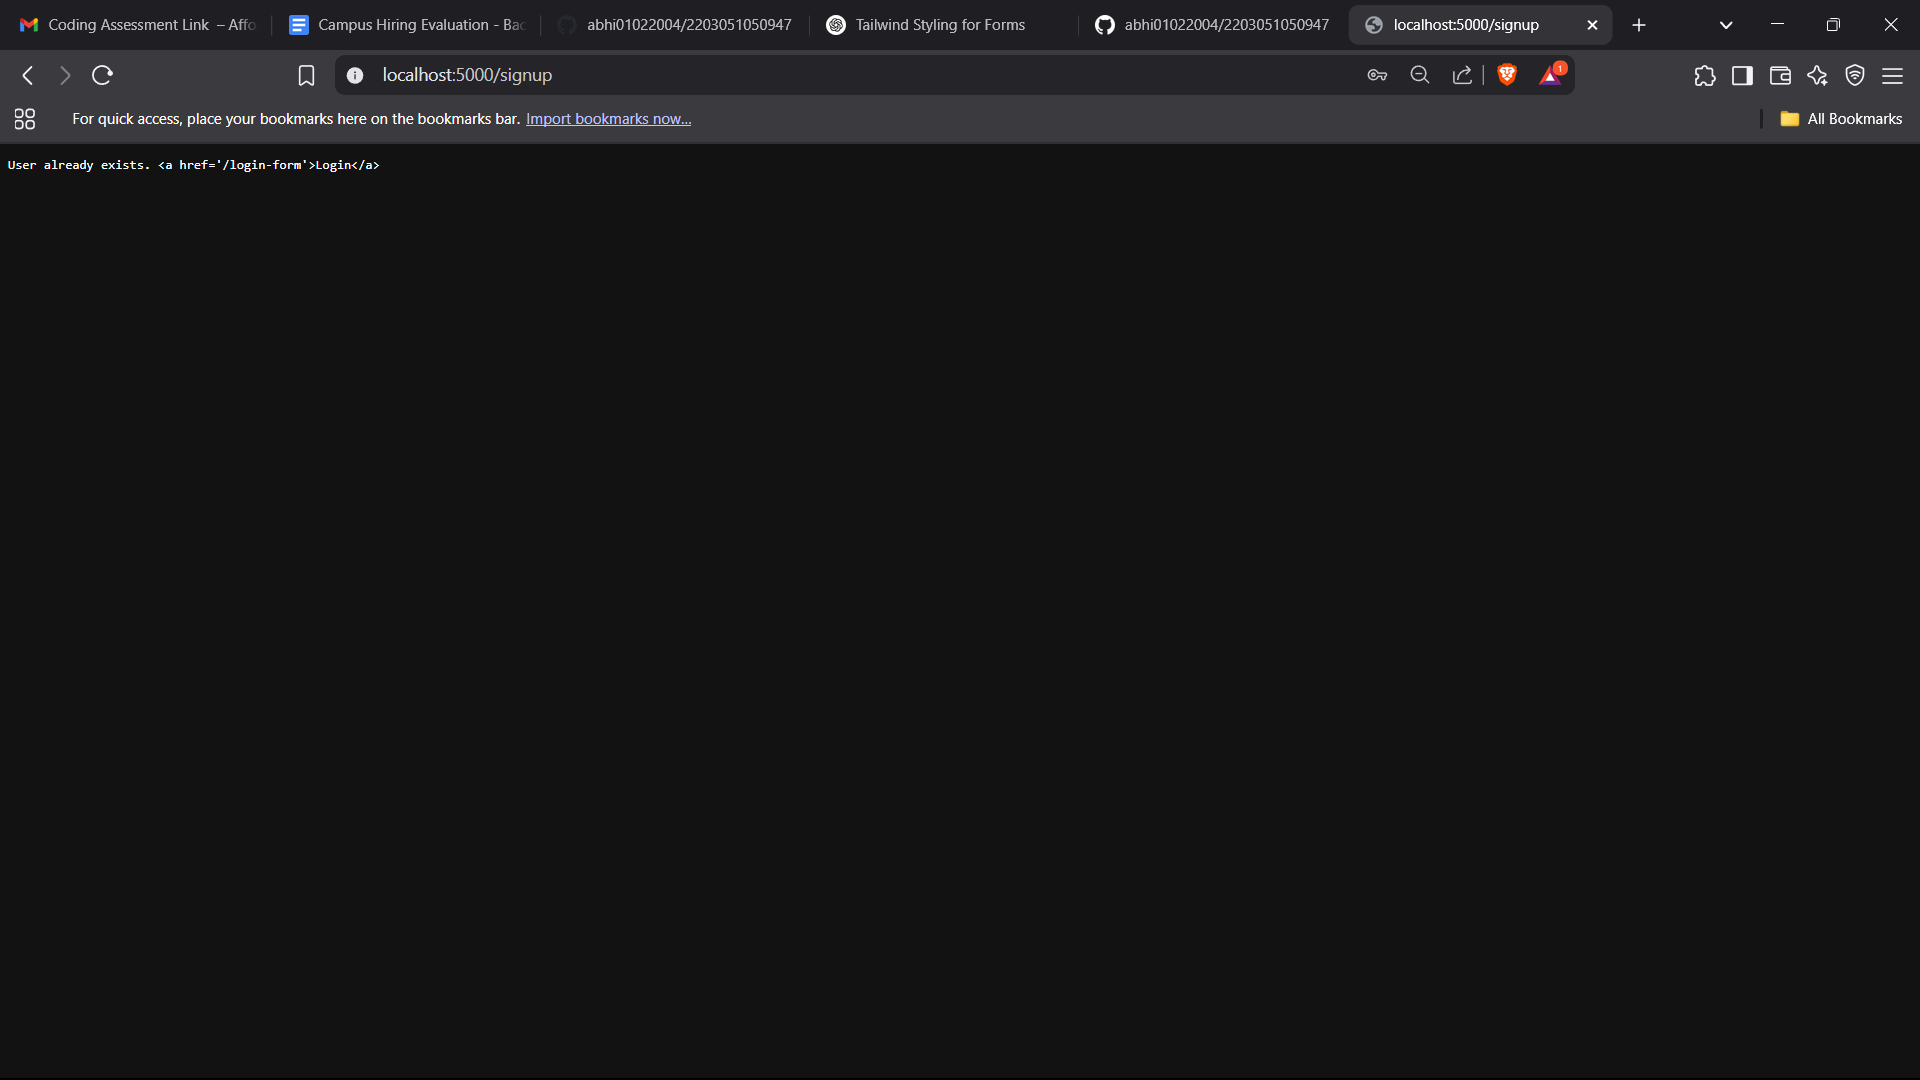 Coding Assessment Link – Affo
Campus Hiring Evaluation - Bac
abhi01022004/2203051050947
Tailwind Styling for Forms
abhi01022004/2203051050947
localhost:5000/signup
localhost:5000/signup
1
For quick access, place your bookmarks here on the bookmarks bar. Import bookmarks now...
All Bookmarks
User already exists. <a href='/login-form'>Login</a>